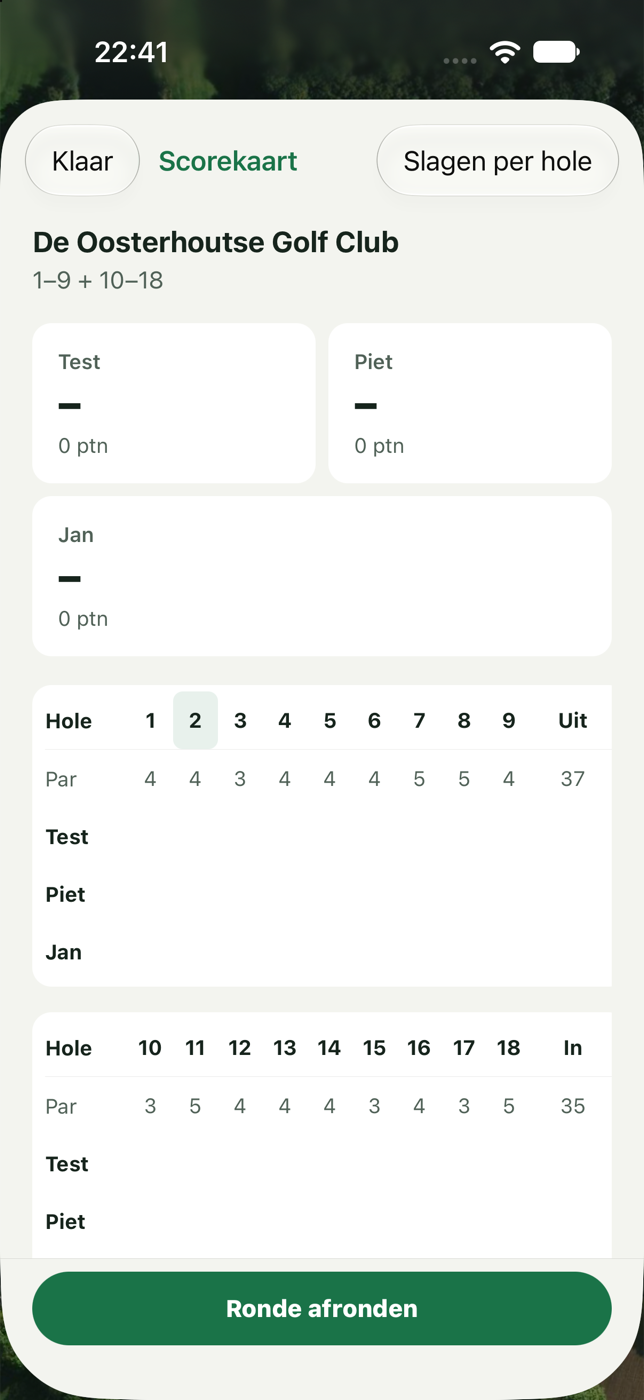 22:41
Klaar Scorekaart Slagen per hole
De Oosterhoutse Golf Club
1–9 + 10–18
Test Piet
– –
0 ptn 0 ptn
Jan
–
0 ptn
Hole 1 2 3 4 5 6 7 8 9 Uit
Par 4 4 3 4 4 4 5 5 4 37
Test
Piet
Jan
Hole 10 11 12 13 14 15 16 17 18 In
Par 3 5 4 4 4 3 4 3 5 35
Test
Piet
Ronde afronden